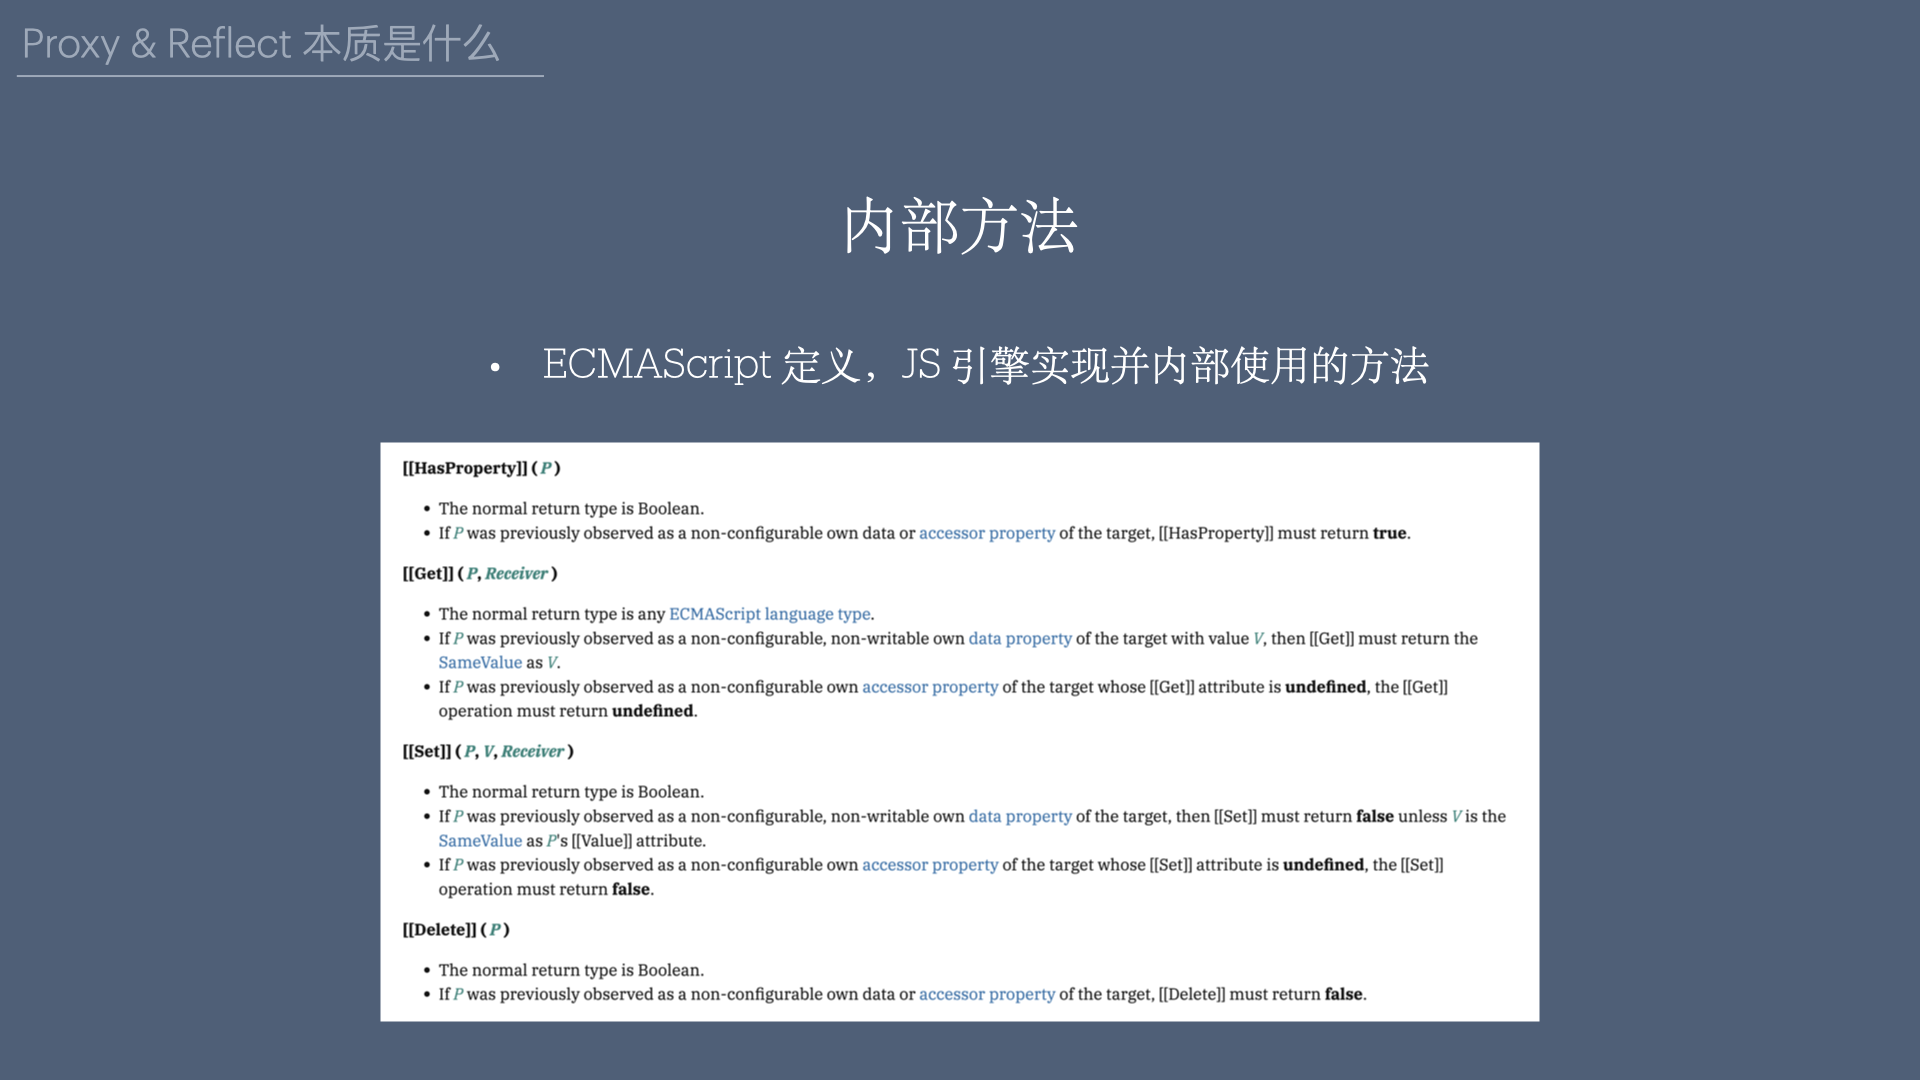 Proxy & Reflect 本质是什么
内部方法
• ECMAScript 定义，JS 引擎实现并内部使用的方法
[[HasProperty]] ( P )
• The normal return type is Boolean.
• If P was previously observed as a non-configurable own data or accessor property of the target, [[HasProperty]] must return true.
[[Get]] ( P, Receiver )
• The normal return type is any ECMAScript language type.
• If P was previously observed as a non-configurable, non-writable own data property of the target with value V, then [[Get]] must return the
SameValue as V.
• If P was previously observed as a non-configurable own accessor property of the target whose [[Get]] attribute is undefined, the [[Get]]
operation must return undefined.
[[Set]] ( P, V, Receiver )
• The normal return type is Boolean.
• If P was previously observed as a non-configurable, non-writable own data property of the target, then [[Set]] must return false unless V is the
SameValue as P's [[Value]] attribute.
• If P was previously observed as a non-configurable own accessor property of the target whose [[Set]] attribute is undefined, the [[Set]]
operation must return false.
[[Delete]] ( P )
• The normal return type is Boolean.
• If P was previously observed as a non-configurable own data or accessor property of the target, [[Delete]] must return false.